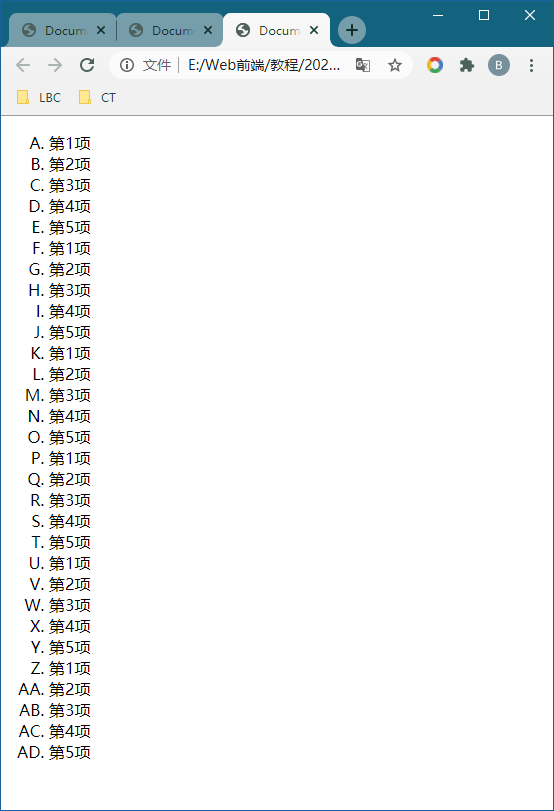 Docum
Docum
Docum
文件 E:/Web前端/教程/202...
B
LBC CT
A. 第1项
B. 第2项
C. 第3项
D. 第4项
E. 第5项
F. 第1项
G. 第2项
H. 第3项
I. 第4项
J. 第5项
K. 第1项
L. 第2项
M. 第3项
N. 第4项
O. 第5项
P. 第1项
Q. 第2项
R. 第3项
S. 第4项
T. 第5项
U. 第1项
V. 第2项
W. 第3项
X. 第4项
Y. 第5项
Z. 第1项
AA. 第2项
AB. 第3项
AC. 第4项
AD. 第5项